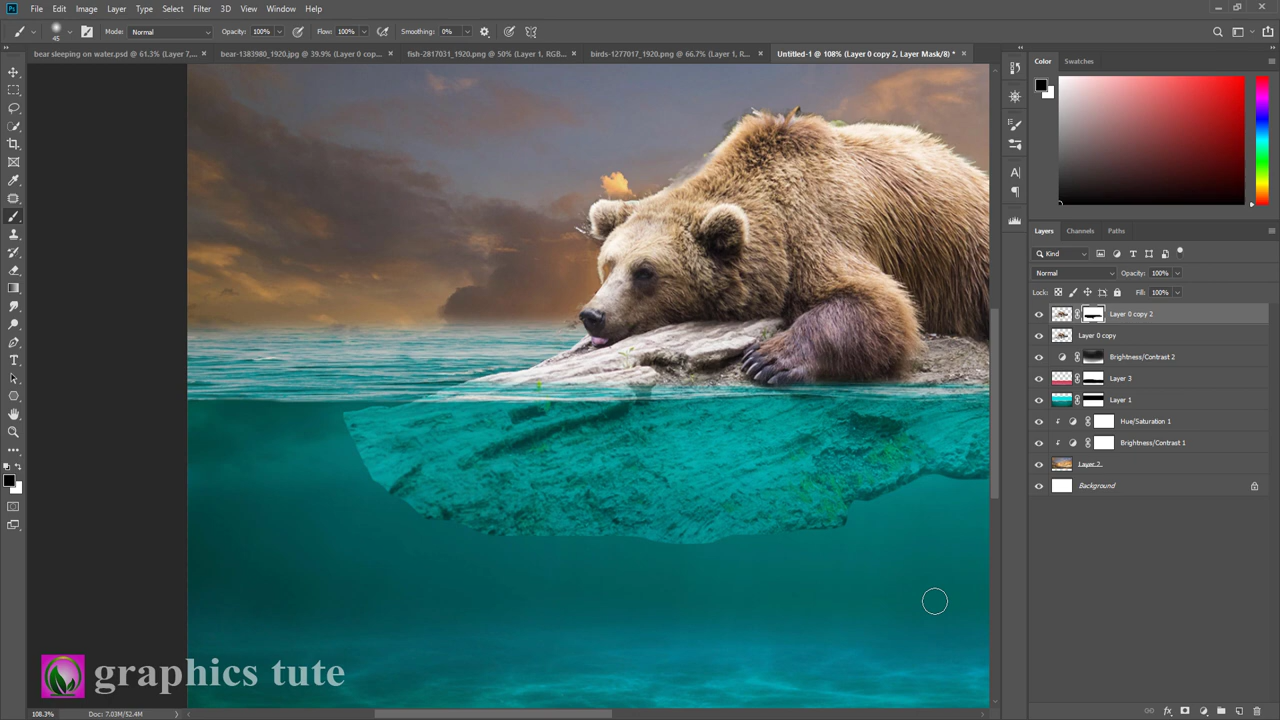 Ps File Edit Image Layer Type Select Filter 3D View Window Help
45 Mode: Normal Opacity: 100% Flow: 100% Smoothing: 0%
bear sleeping on water.psd @ 61.3% (Layer 7,... × bear-1383980_1920.jpg @ 39.9% (Layer 0 cop... × fish-2817031_1920.png @ 50% (Layer 1, RGB... × birds-1277017_1920.png @ 66.7% (Layer 1, R... × Untitled-1 @ 108% (Layer 0 copy 2, Layer Mask/8) * ×
Color Swatches
Layers Channels Paths
Kind
Normal Opacity: 100%
Lock: Fill: 100%
Layer 0 copy 2
Layer 0 copy
Brightness/Contrast 2
Layer 3
Layer 1
Hue/Saturation 1
Brightness/Contrast 1
Layer 2
Background
graphics tute
108.3% Doc: 7.03M/52.4M